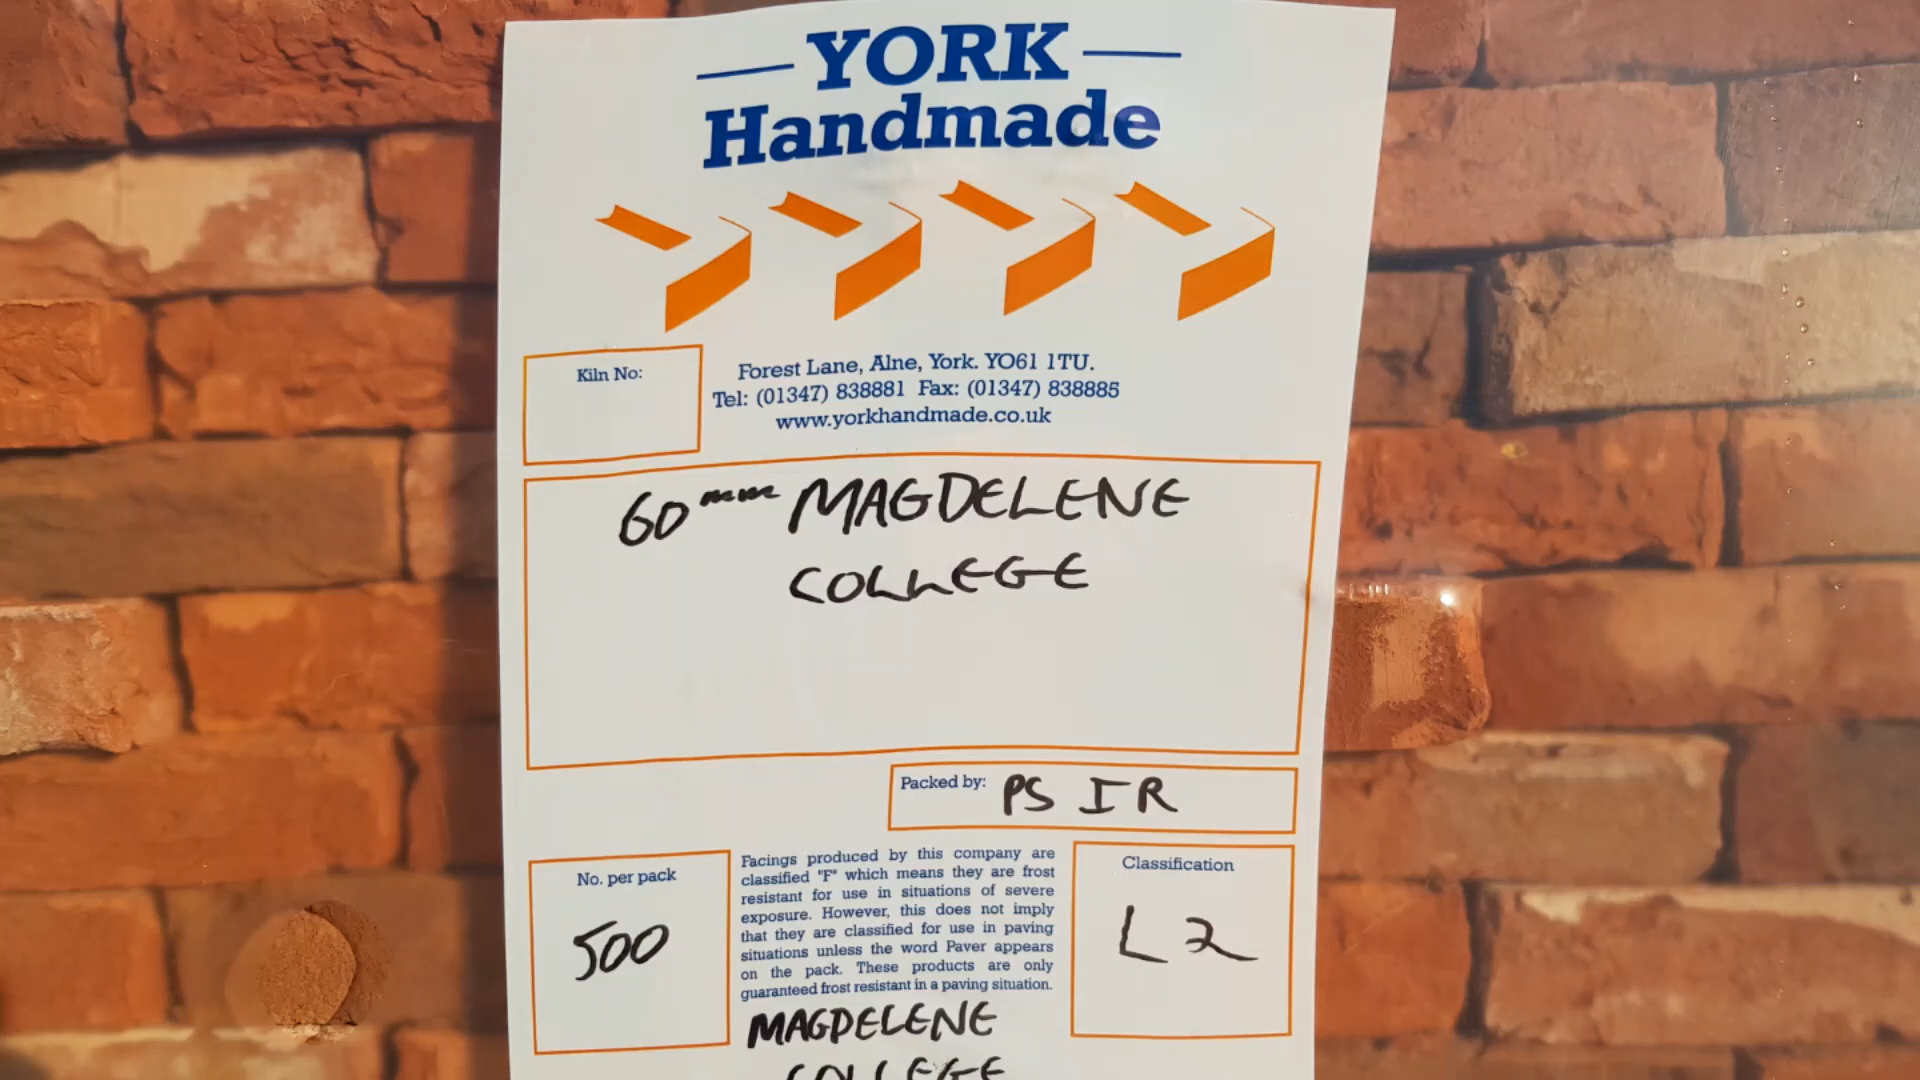 YORK
Handmade
Kiln No:
Forest Lane, Alne, York. YO61 1TU.
Tel: (01347) 838881 Fax: (01347) 838885
www.yorkhandmade.co.uk
60mm MAGDELENE
COLLEGE
Packed by: PS IR
No. per pack
500
Facings produced by this company are
classified "F" which means they are frost
resistant for use in situations of severe
exposure. However, this does not imply
that they are classified for use in paving
situations unless the word Paver appears
on the pack. These products are only
guaranteed frost resistant in a paving situation.
Classification
L2
MAGDELENE
COLLEGE